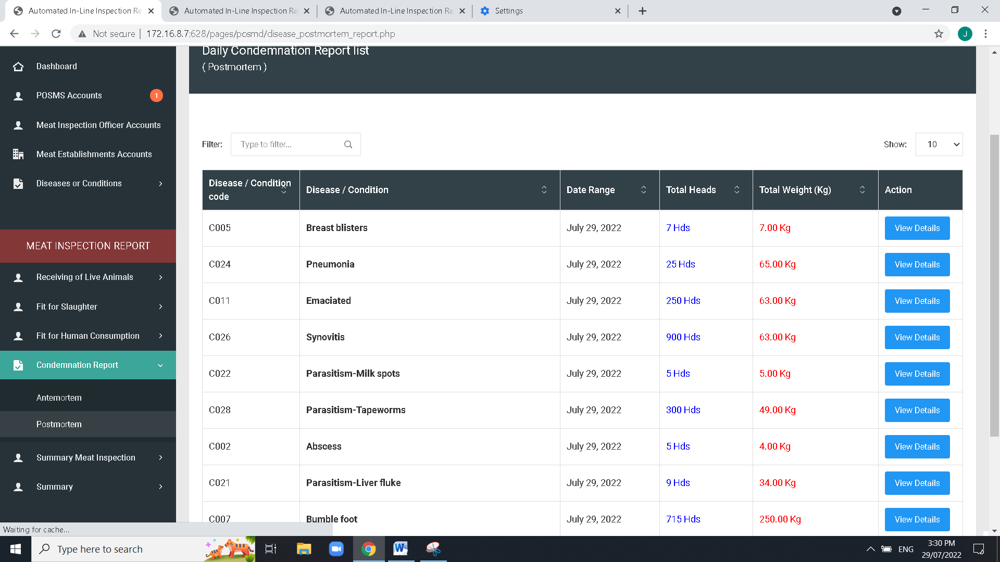 Automated In-Line Inspection Re
Automated In-Line Inspection Re
Automated In-Line Inspection Re
Settings
Not secure
172.16.8.7:628/pages/posmd/disease_postmortem_report.php
J
Dashboard
POSMS Accounts
1
Meat Inspection Officer Accounts
Meat Establishments Accounts
Diseases or Conditions
MEAT INSPECTION REPORT
Receiving of Live Animals
Fit for Slaughter
Fit for Human Consumption
Condemnation Report
Antemortem
Postmortem
Summary Meat Inspection
Summary
Daily Condemnation Report list
( Postmortem )
Filter: Type to filter...
Show: 10
Disease / Condition code Disease / Condition Date Range Total Heads Total Weight (Kg) Action
C005 Breast blisters July 29, 2022 7 Hds 7.00 Kg View Details
C024 Pneumonia July 29, 2022 25 Hds 65.00 Kg View Details
C011 Emaciated July 29, 2022 250 Hds 63.00 Kg View Details
C026 Synovitis July 29, 2022 900 Hds 63.00 Kg View Details
C022 Parasitism-Milk spots July 29, 2022 5 Hds 5.00 Kg View Details
C028 Parasitism-Tapeworms July 29, 2022 300 Hds 49.00 Kg View Details
C002 Abscess July 29, 2022 5 Hds 4.00 Kg View Details
C021 Parasitism-Liver fluke July 29, 2022 9 Hds 34.00 Kg View Details
C007 Bumble foot July 29, 2022 715 Hds 250.00 Kg View Details
Waiting for cache...
Type here to search
W
ENG
3:30 PM
29/07/2022